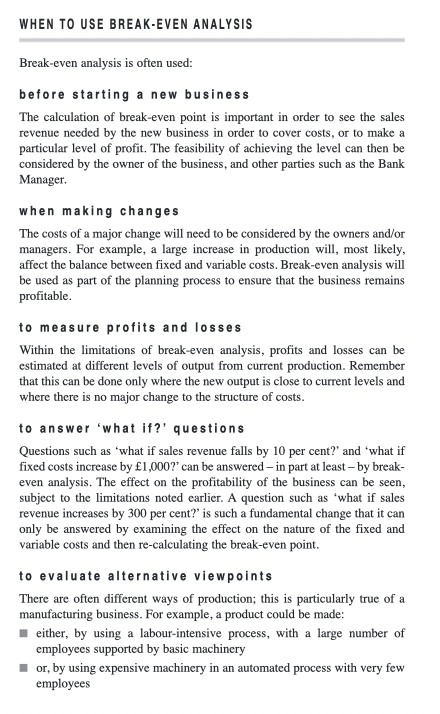 WHEN TO USE BREAK-EVEN ANALYSIS
Break-even analysis is often used:
before starting a new business
The calculation of break-even point is important in order to see the sales
revenue needed by the new business in order to cover costs, or to make a
particular level of profit. The feasibility of achieving the level can then be
considered by the owner of the business, and other parties such as the Bank
Manager.
when making changes
The costs of a major change will need to be considered by the owners and/or
managers. For example, a large increase in production will, most likely,
affect the balance between fixed and variable costs. Break-even analysis will
be used as part of the planning process to ensure that the business remains
profitable.
to measure profits and losses
Within the limitations of break-even analysis, profits and losses can be
estimated at different levels of output from current production. Remember
that this can be done only where the new output is close to current levels and
where there is no major change to the structure of costs.
to answer ‘what if?’ questions
Questions such as ‘what if sales revenue falls by 10 per cent?’ and ‘what if
fixed costs increase by £1,000?’ can be answered – in part at least – by break-
even analysis. The effect on the profitability of the business can be seen,
subject to the limitations noted earlier. A question such as ‘what if sales
revenue increases by 300 per cent?’ is such a fundamental change that it can
only be answered by examining the effect on the nature of the fixed and
variable costs and then re-calculating the break-even point.
to evaluate alternative viewpoints
There are often different ways of production; this is particularly true of a
manufacturing business. For example, a product could be made:
■ either, by using a labour-intensive process, with a large number of
employees supported by basic machinery
■ or, by using expensive machinery in an automated process with very few
employees